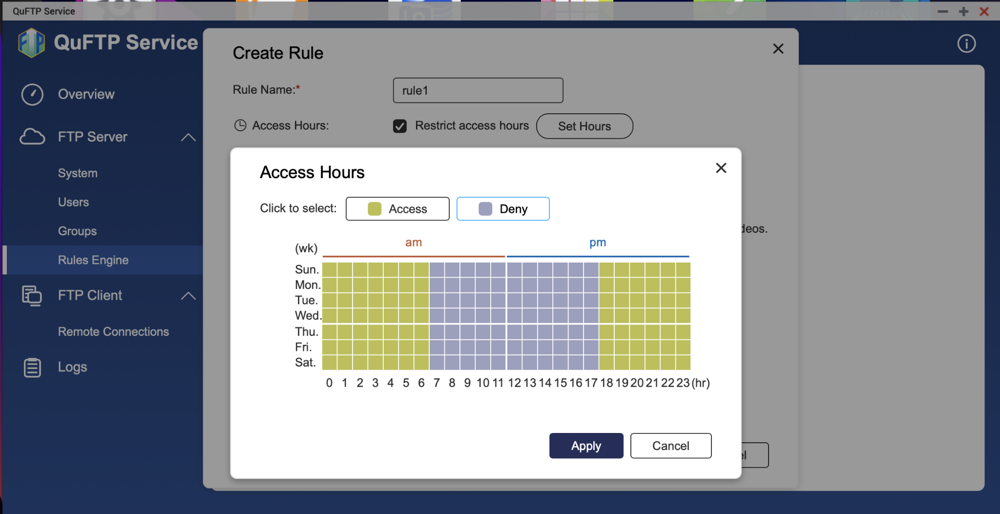 QuFTP Service
QuFTP Service
Overview
FTP Server
System
Users
Groups
Rules Engine
FTP Client
Remote Connections
Logs
Create Rule
Rule Name:*
rule1
Access Hours:
Restrict access hours
Set Hours
deos.
el
Access Hours
Click to select:
Access
Deny
(wk)
am
pm
Sun.
Mon.
Tue.
Wed.
Thu.
Fri.
Sat.
0 1 2 3 4 5 6 7 8 9 10 11 12 13 14 15 16 17 18 19 20 21 22 23 (hr)
Apply
Cancel